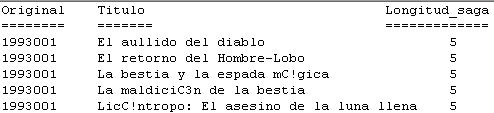 Original Titulo Longitud_saga
======== ======= =============
1993001 El aullido del diablo 5
1993001 El retorno del Hombre-Lobo 5
1993001 La bestia y la espada mC!gica 5
1993001 La maldiciC3n de la bestia 5
1993001 LicC!ntropo: El asesino de la luna llena 5